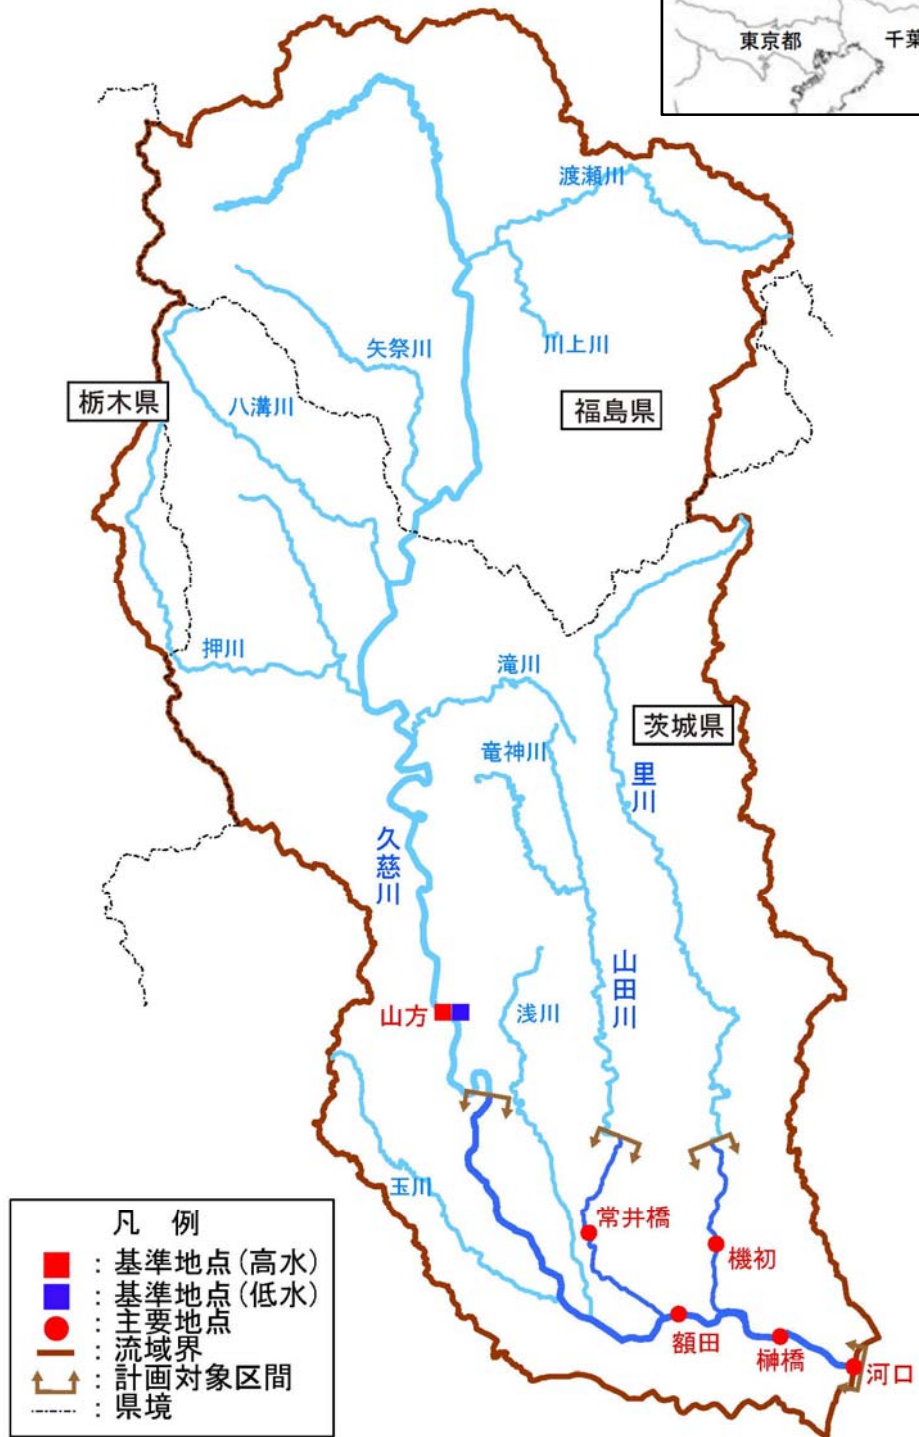 東京都
千葉
渡瀬川
川上川
矢祭川
栃木県
八溝川
福島県
押川
滝川
茨城県
竜神川
里川
久慈川
山田川
浅川
山方
玉川
常井橋
機初
額田
榊橋
河口
凡 例
:基準地点(高水)
:基準地点(低水)
:主要地点
:流域界
:計画対象区間
:県境